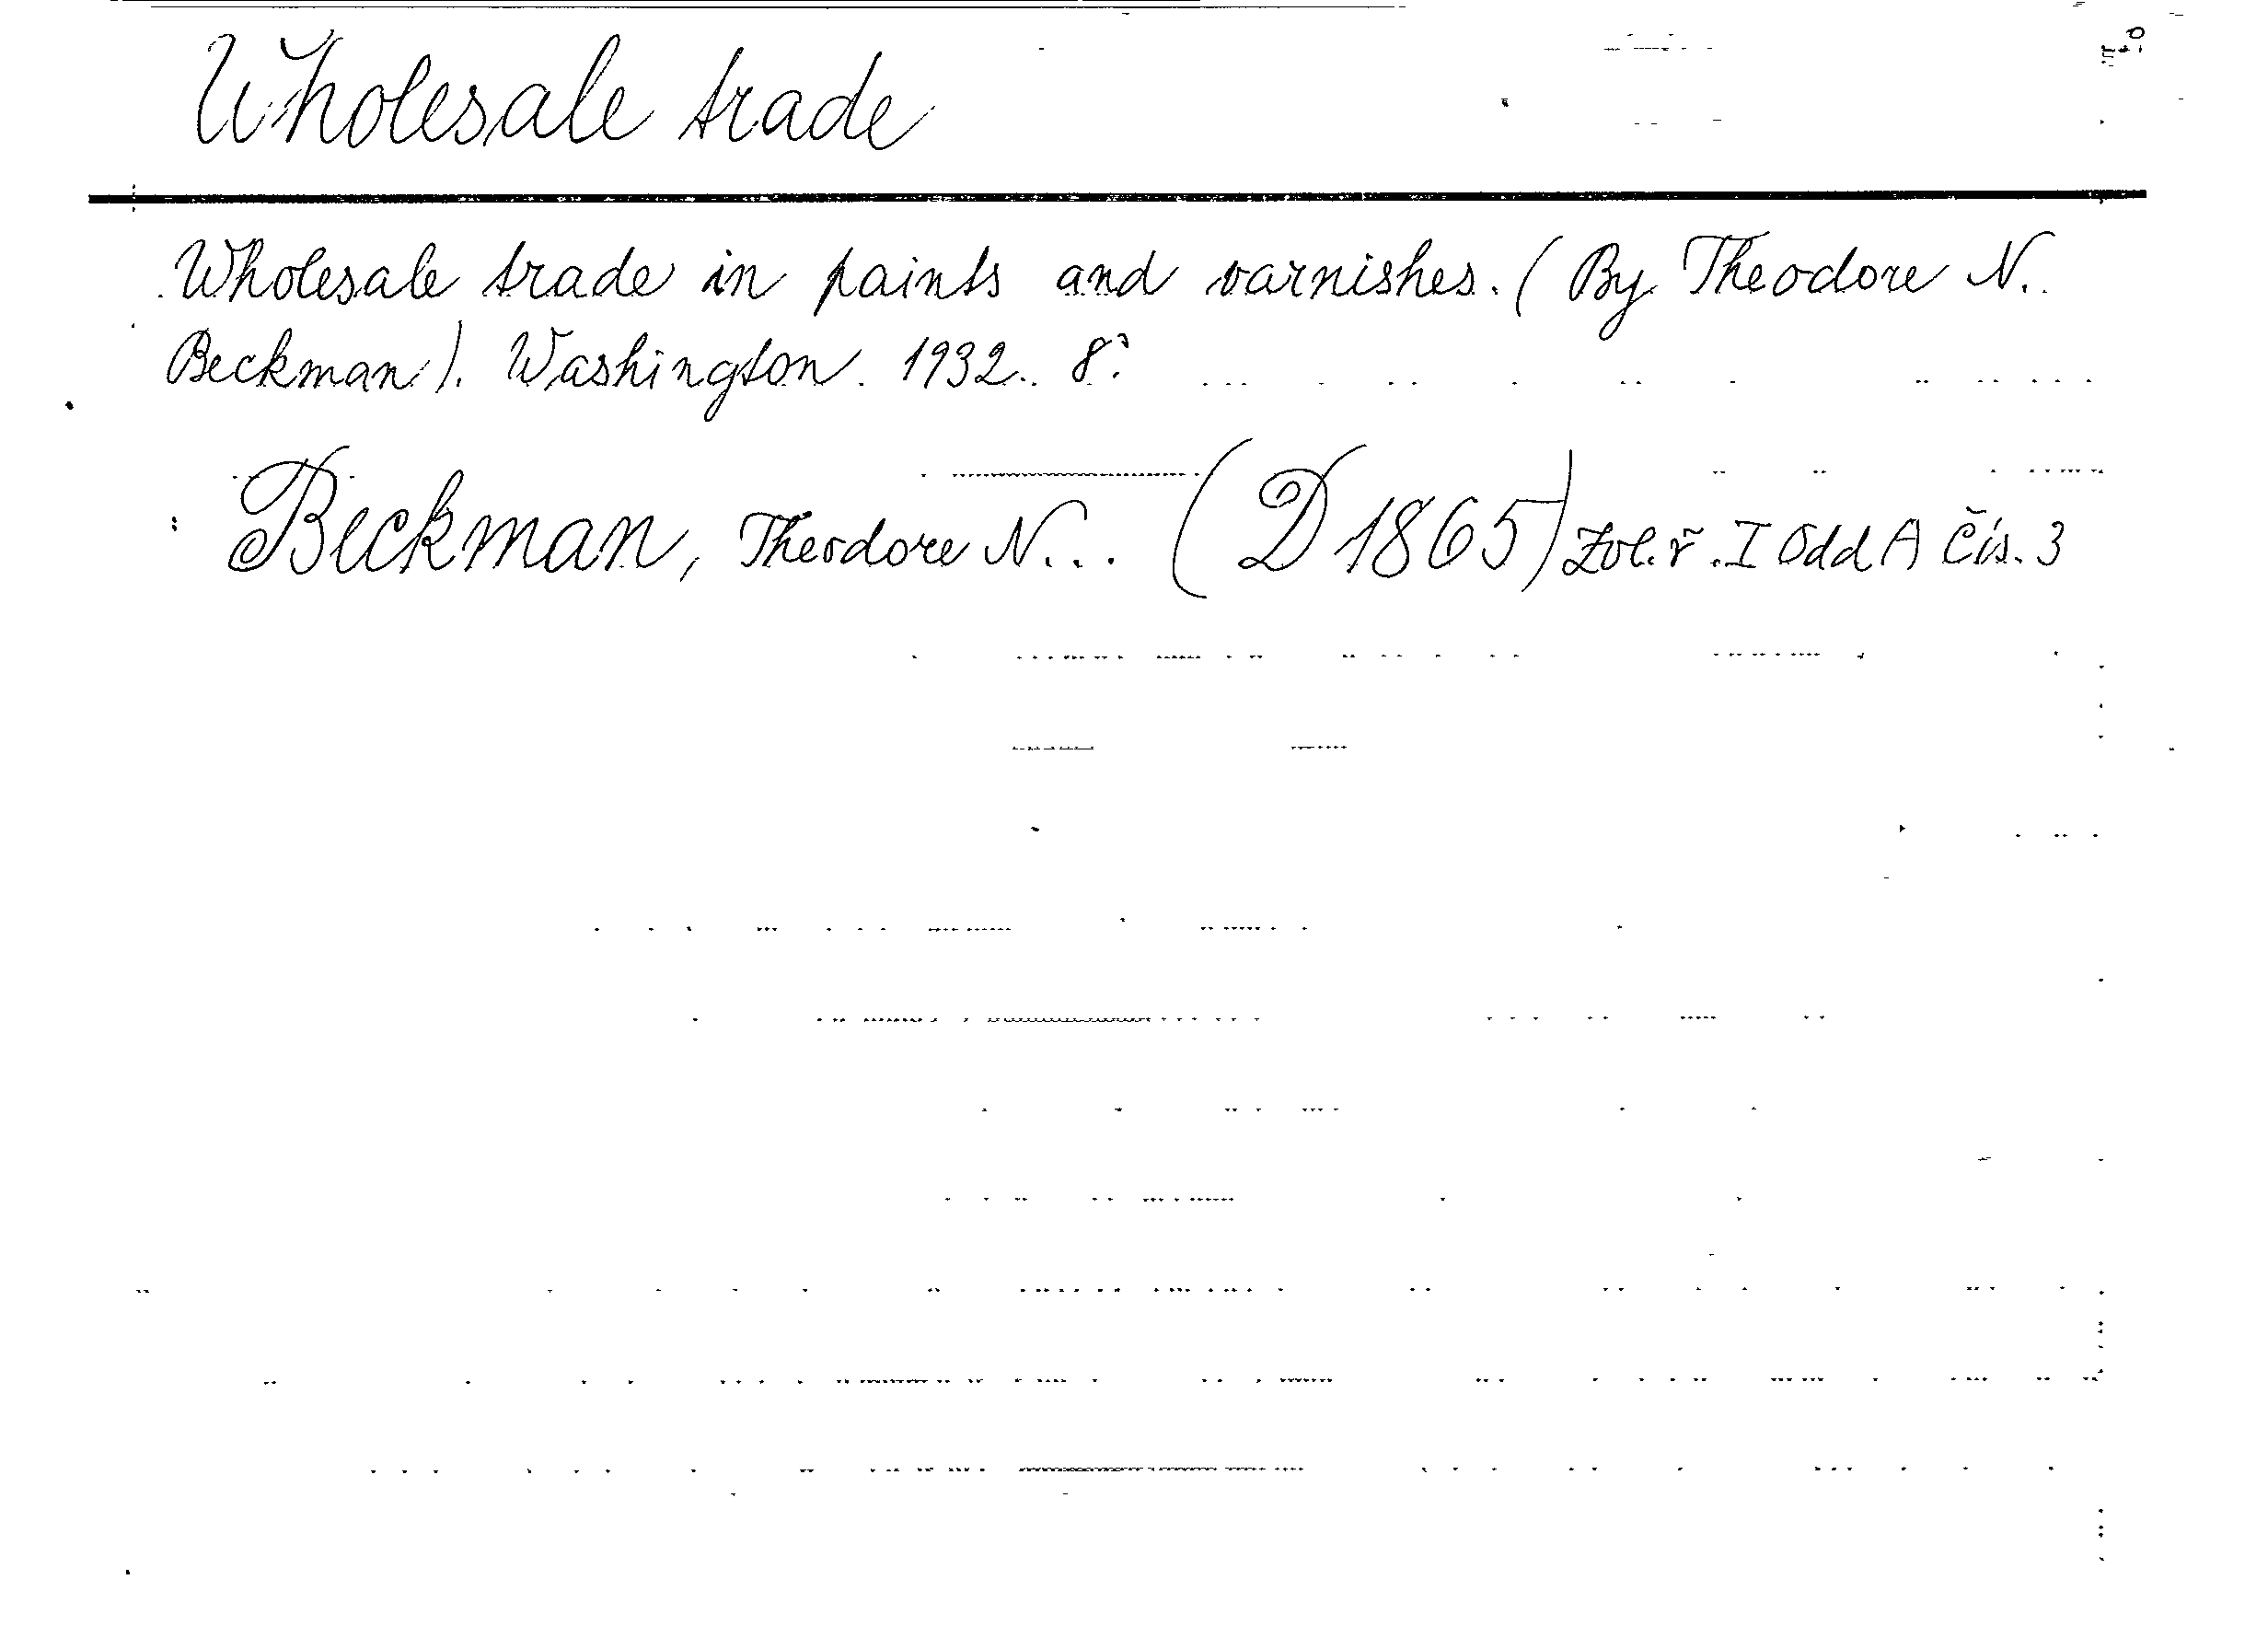 Wholesale trade
Wholesale trade in paints and varnishes. (By Theodore N.
Beckman). Washington. 1932. 8°.
Beckman, Theodore N... (D 1865) Zvl. ř. I Odd A Čís. 3